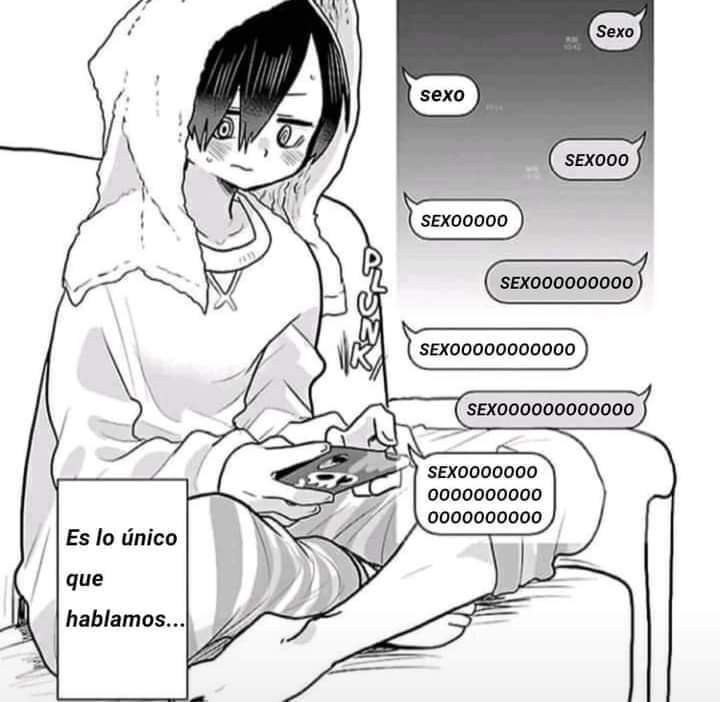 Sexo
sexo
SEXOOO
SEXOOOOO
SEXOOOOOOOOO
PLUNK
SEXOOOOOOOOOOO
SEXOOOOOOOOOOOO
SEXOOOOOOO
OOOOOOOOOO
OOOOOOOOOO
Es lo único
que
hablamos...